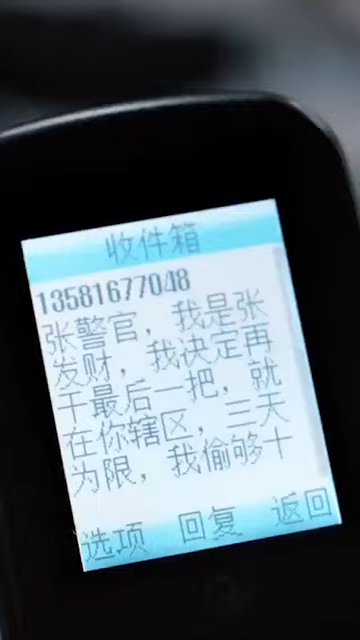 收件箱
13581677048
张警官，我是张
发财，我决定再
干最后一把，就
在你辖区，三天
为限，我偷够十
选项 回复 返回